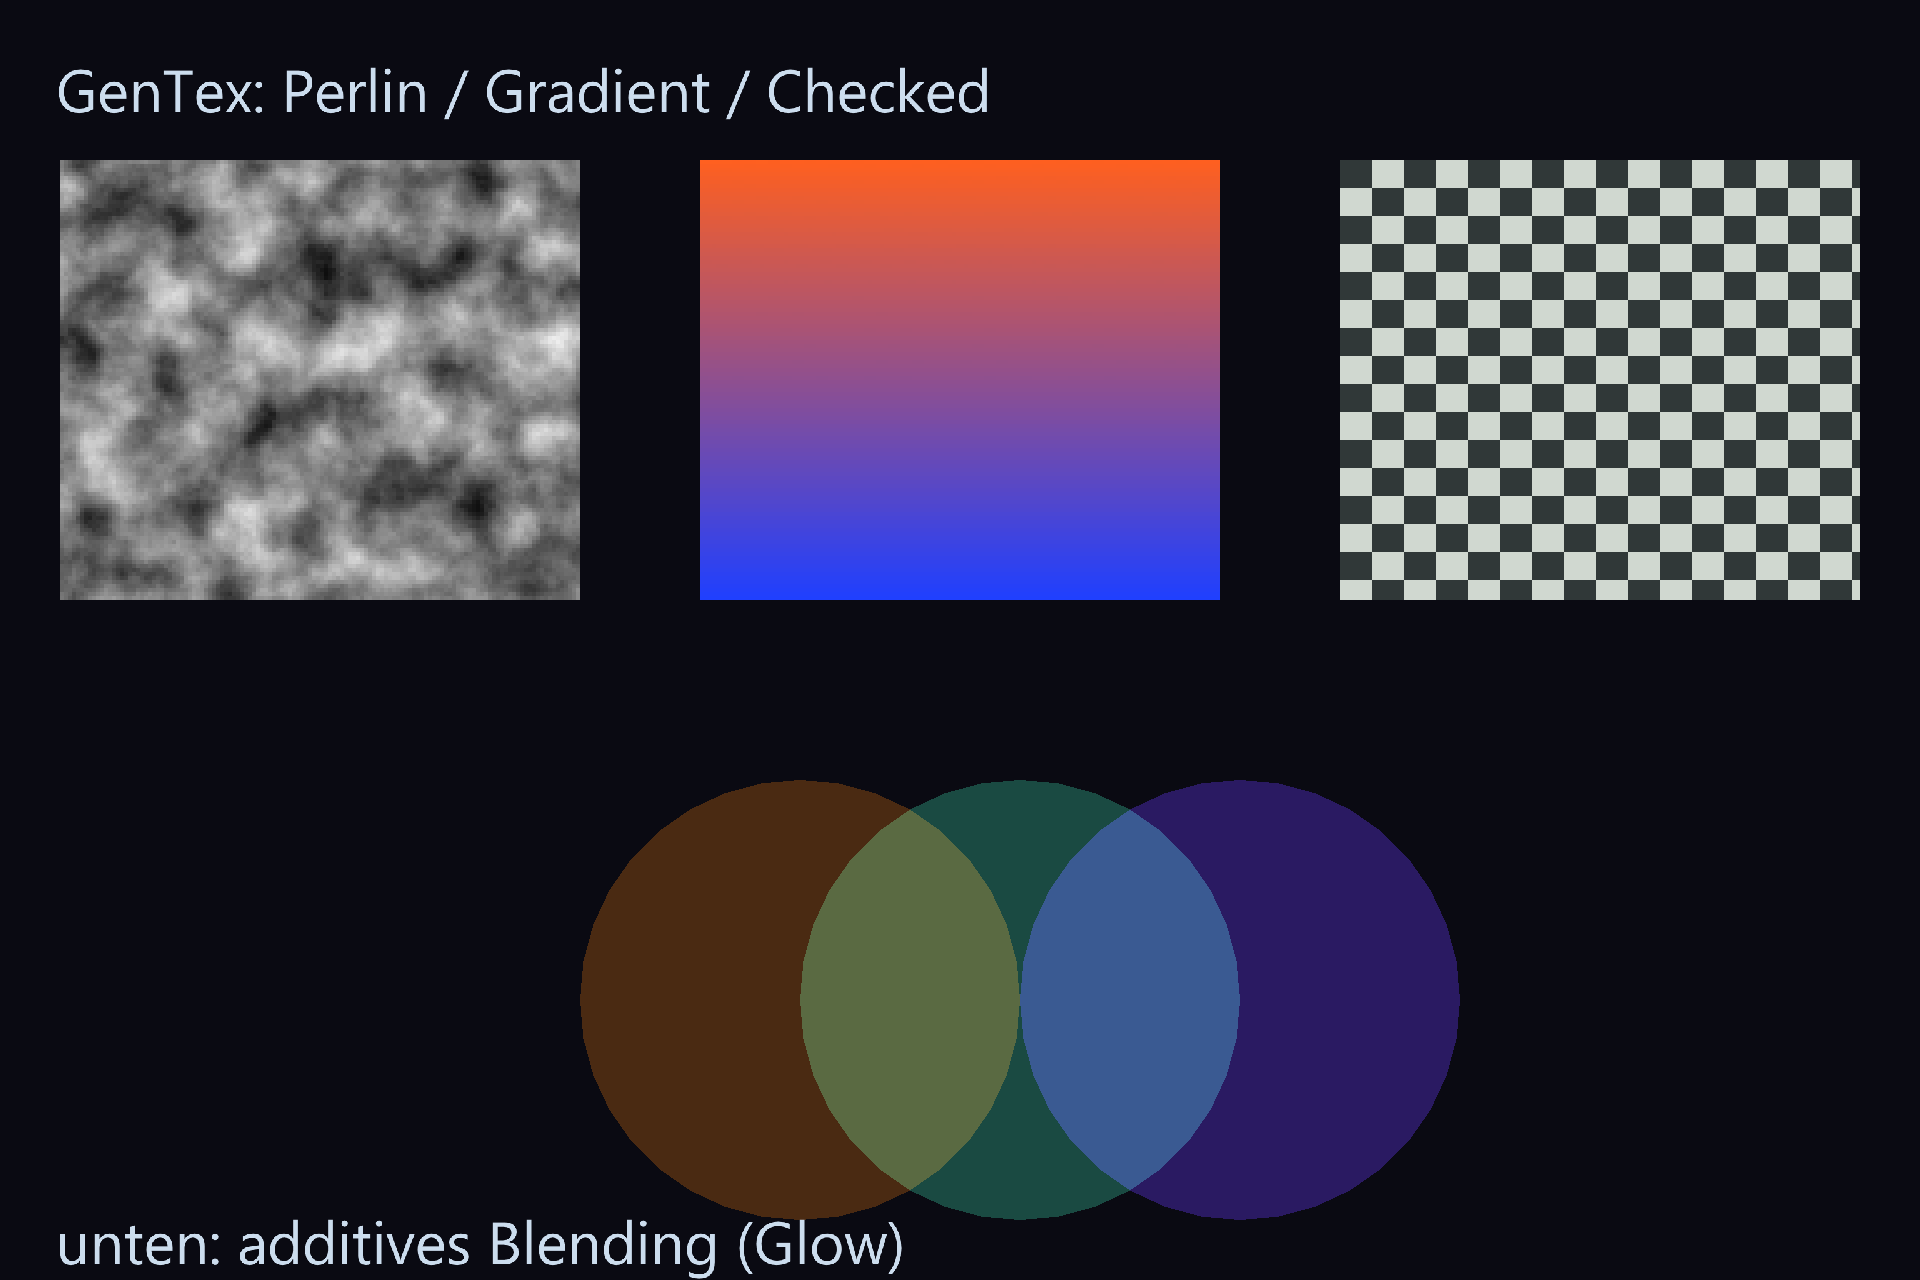 GenTex: Perlin / Gradient / Checked
unten: additives Blending (Glow)